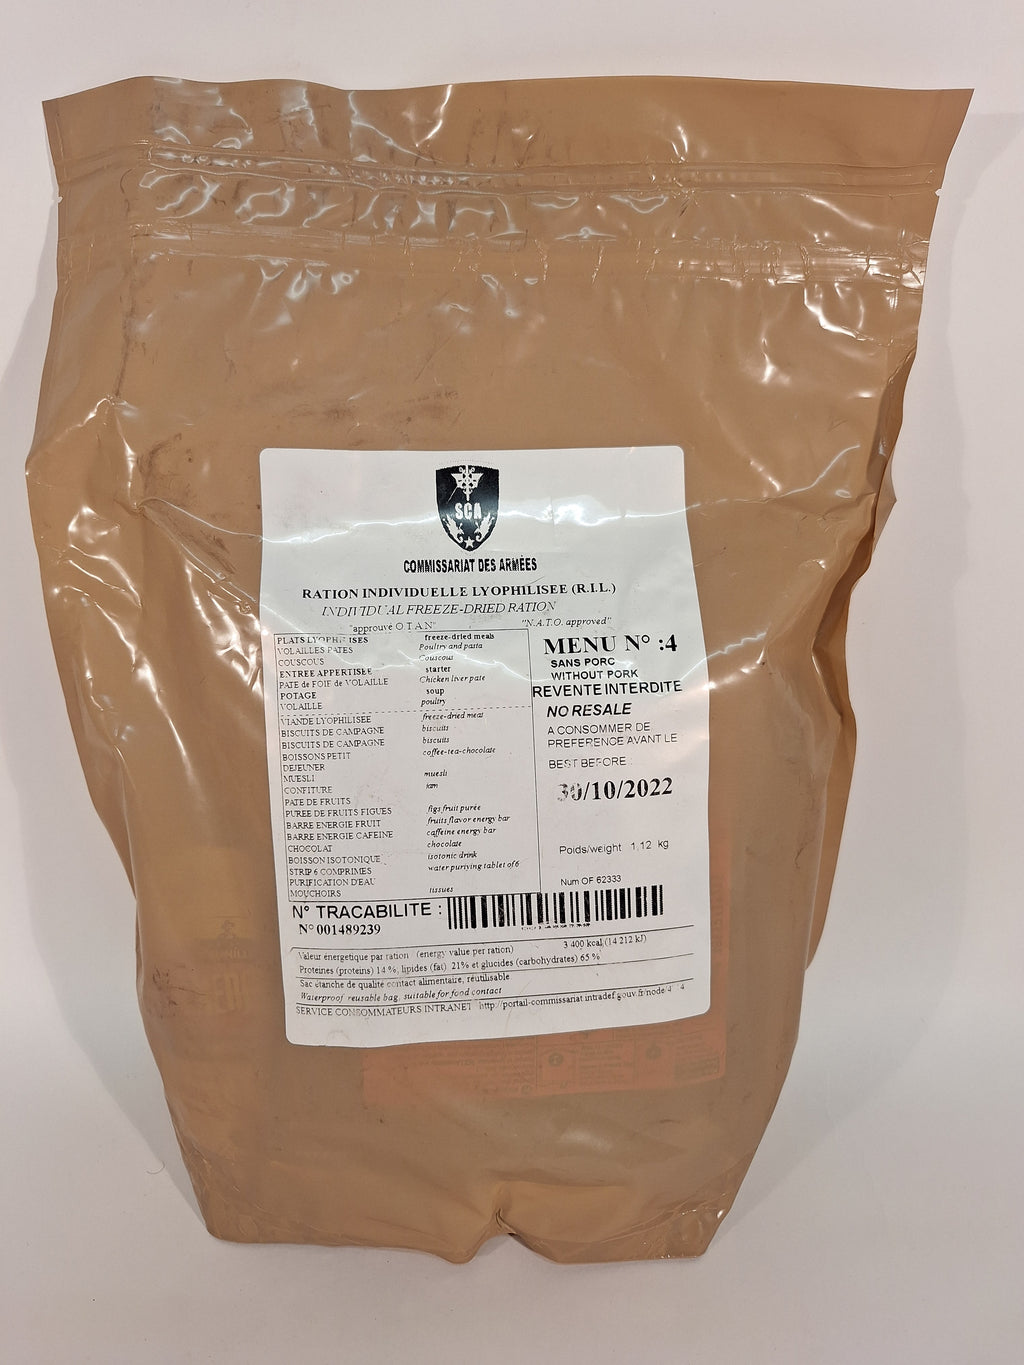 SCA
COMMISSARIAT DES ARMÉES
RATION INDIVIDUELLE LYOPHILISEE (R.I.L.)
INDIVIDUAL FREEZE-DRIED RATION
"approuvé O T A N" "N.A.T.O. approved"
PLATS LYOPHILISES freeze-dried meals
VOLAILLES PATES Poultry and pasta
COUSCOUS Couscous
ENTREE APPERTISEE starter
PATE de FOIE de VOLAILLE Chicken liver pate
POTAGE soup
VOLAILLE poultry
VIANDE LYOPHILISEE freeze-dried meat
BISCUITS DE CAMPAGNE biscuits
BISCUITS DE CAMPAGNE biscuits
BOISSONS PETIT coffee-tea-chocolate
DEJEUNER
MUESLI muesli
CONFITURE jam
PATE DE FRUITS
PUREE DE FRUITS FIGUES figs fruit purée
BARRE ENERGIE FRUIT fruits flavor energy bar
BARRE ENERGIE CAFEINE caffeine energy bar
CHOCOLAT chocolate
BOISSON ISOTONIQUE isotonic drink
STRIP 6 COMPRIMES water purifying tablet of 6
PURIFICATION D'EAU
MOUCHOIRS tissues
MENU N° :4
SANS PORC
WITHOUT PORK
REVENTE INTERDITE
NO RESALE
A CONSOMMER DE
PREFERENCE AVANT LE
BEST BEFORE :
30/10/2022
Poids/weight 1,12 kg
Num OF 62333
N° TRACABILITE :
N° 001489239
Valeur energetique par ration (energy value per ration) 3 400 kcal (14 212 kJ)
Proteines (proteins) 14 %, lipides (fat) 21% et glucides (carbohydrates) 65 %
Sac étanche de qualité contact alimentaire, réutilisable
Waterproof reusable bag, suitable for food contact
SERVICE CONSOMMATEURS INTRANET http://portail-commissariat.intradef.gouv.fr/node/